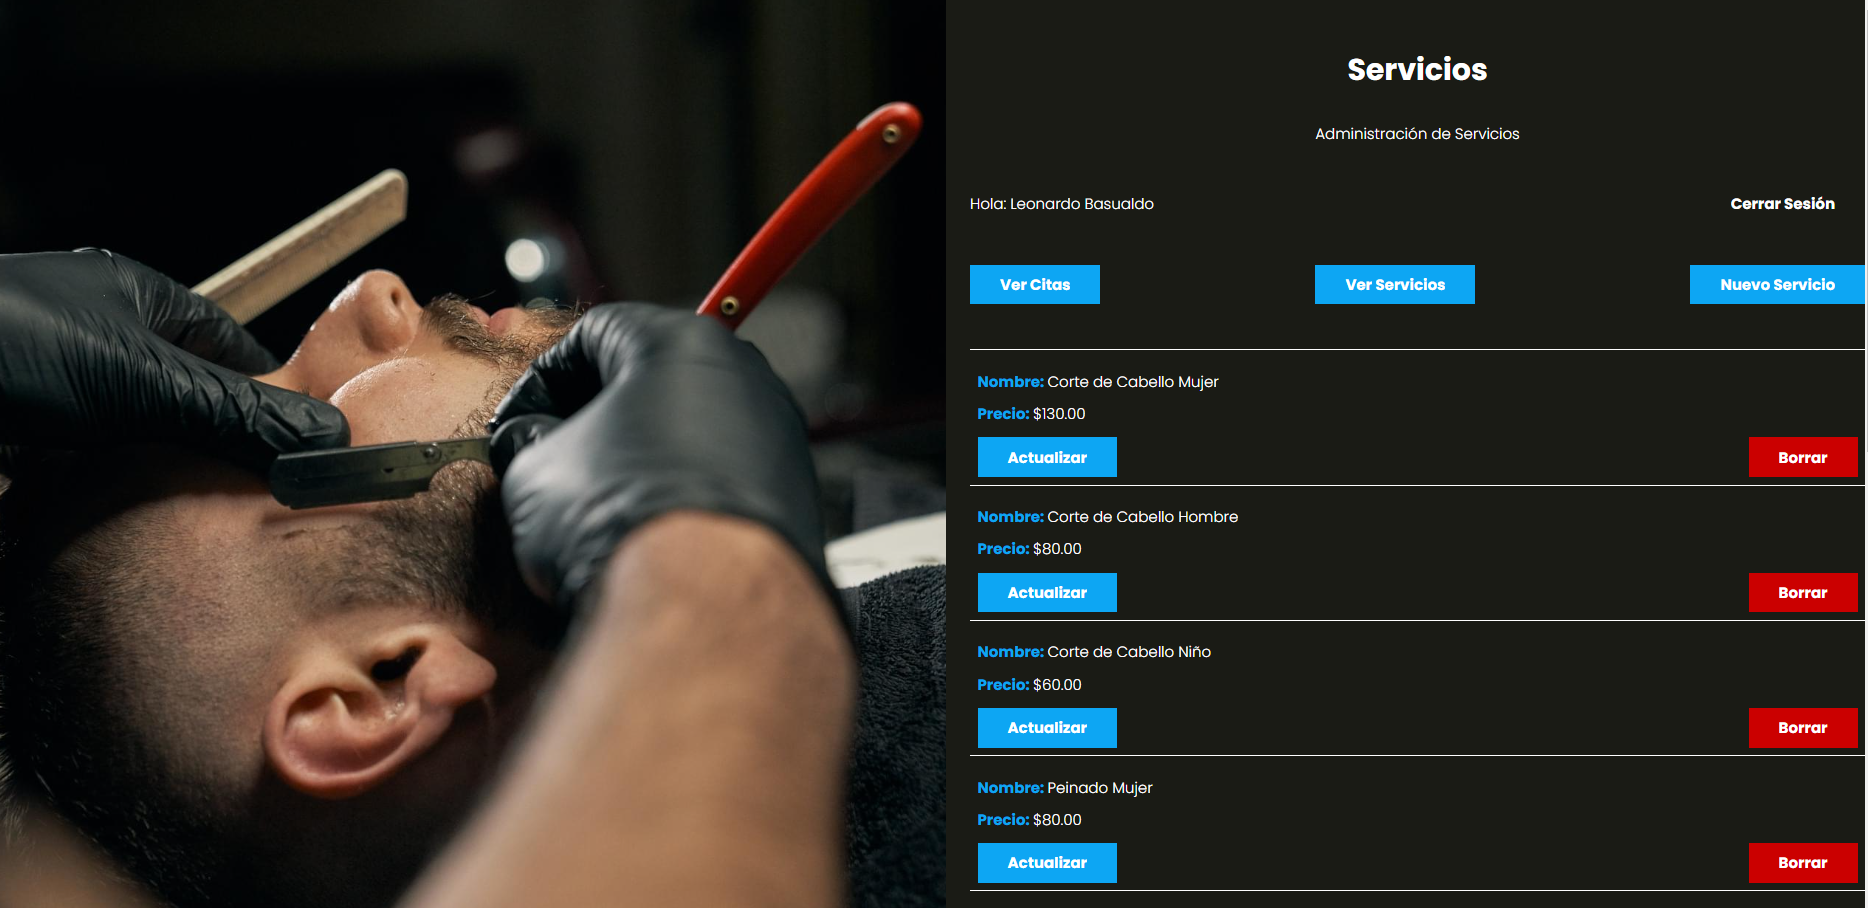 Servicios
Administración de Servicios
Hola: Leonardo Basualdo
Cerrar Sesión
Ver Citas
Ver Servicios
Nuevo Servicio
Nombre: Corte de Cabello Mujer
Precio: $130.00
Actualizar
Borrar
Nombre: Corte de Cabello Hombre
Precio: $80.00
Actualizar
Borrar
Nombre: Corte de Cabello Niño
Precio: $60.00
Actualizar
Borrar
Nombre: Peinado Mujer
Precio: $80.00
Actualizar
Borrar